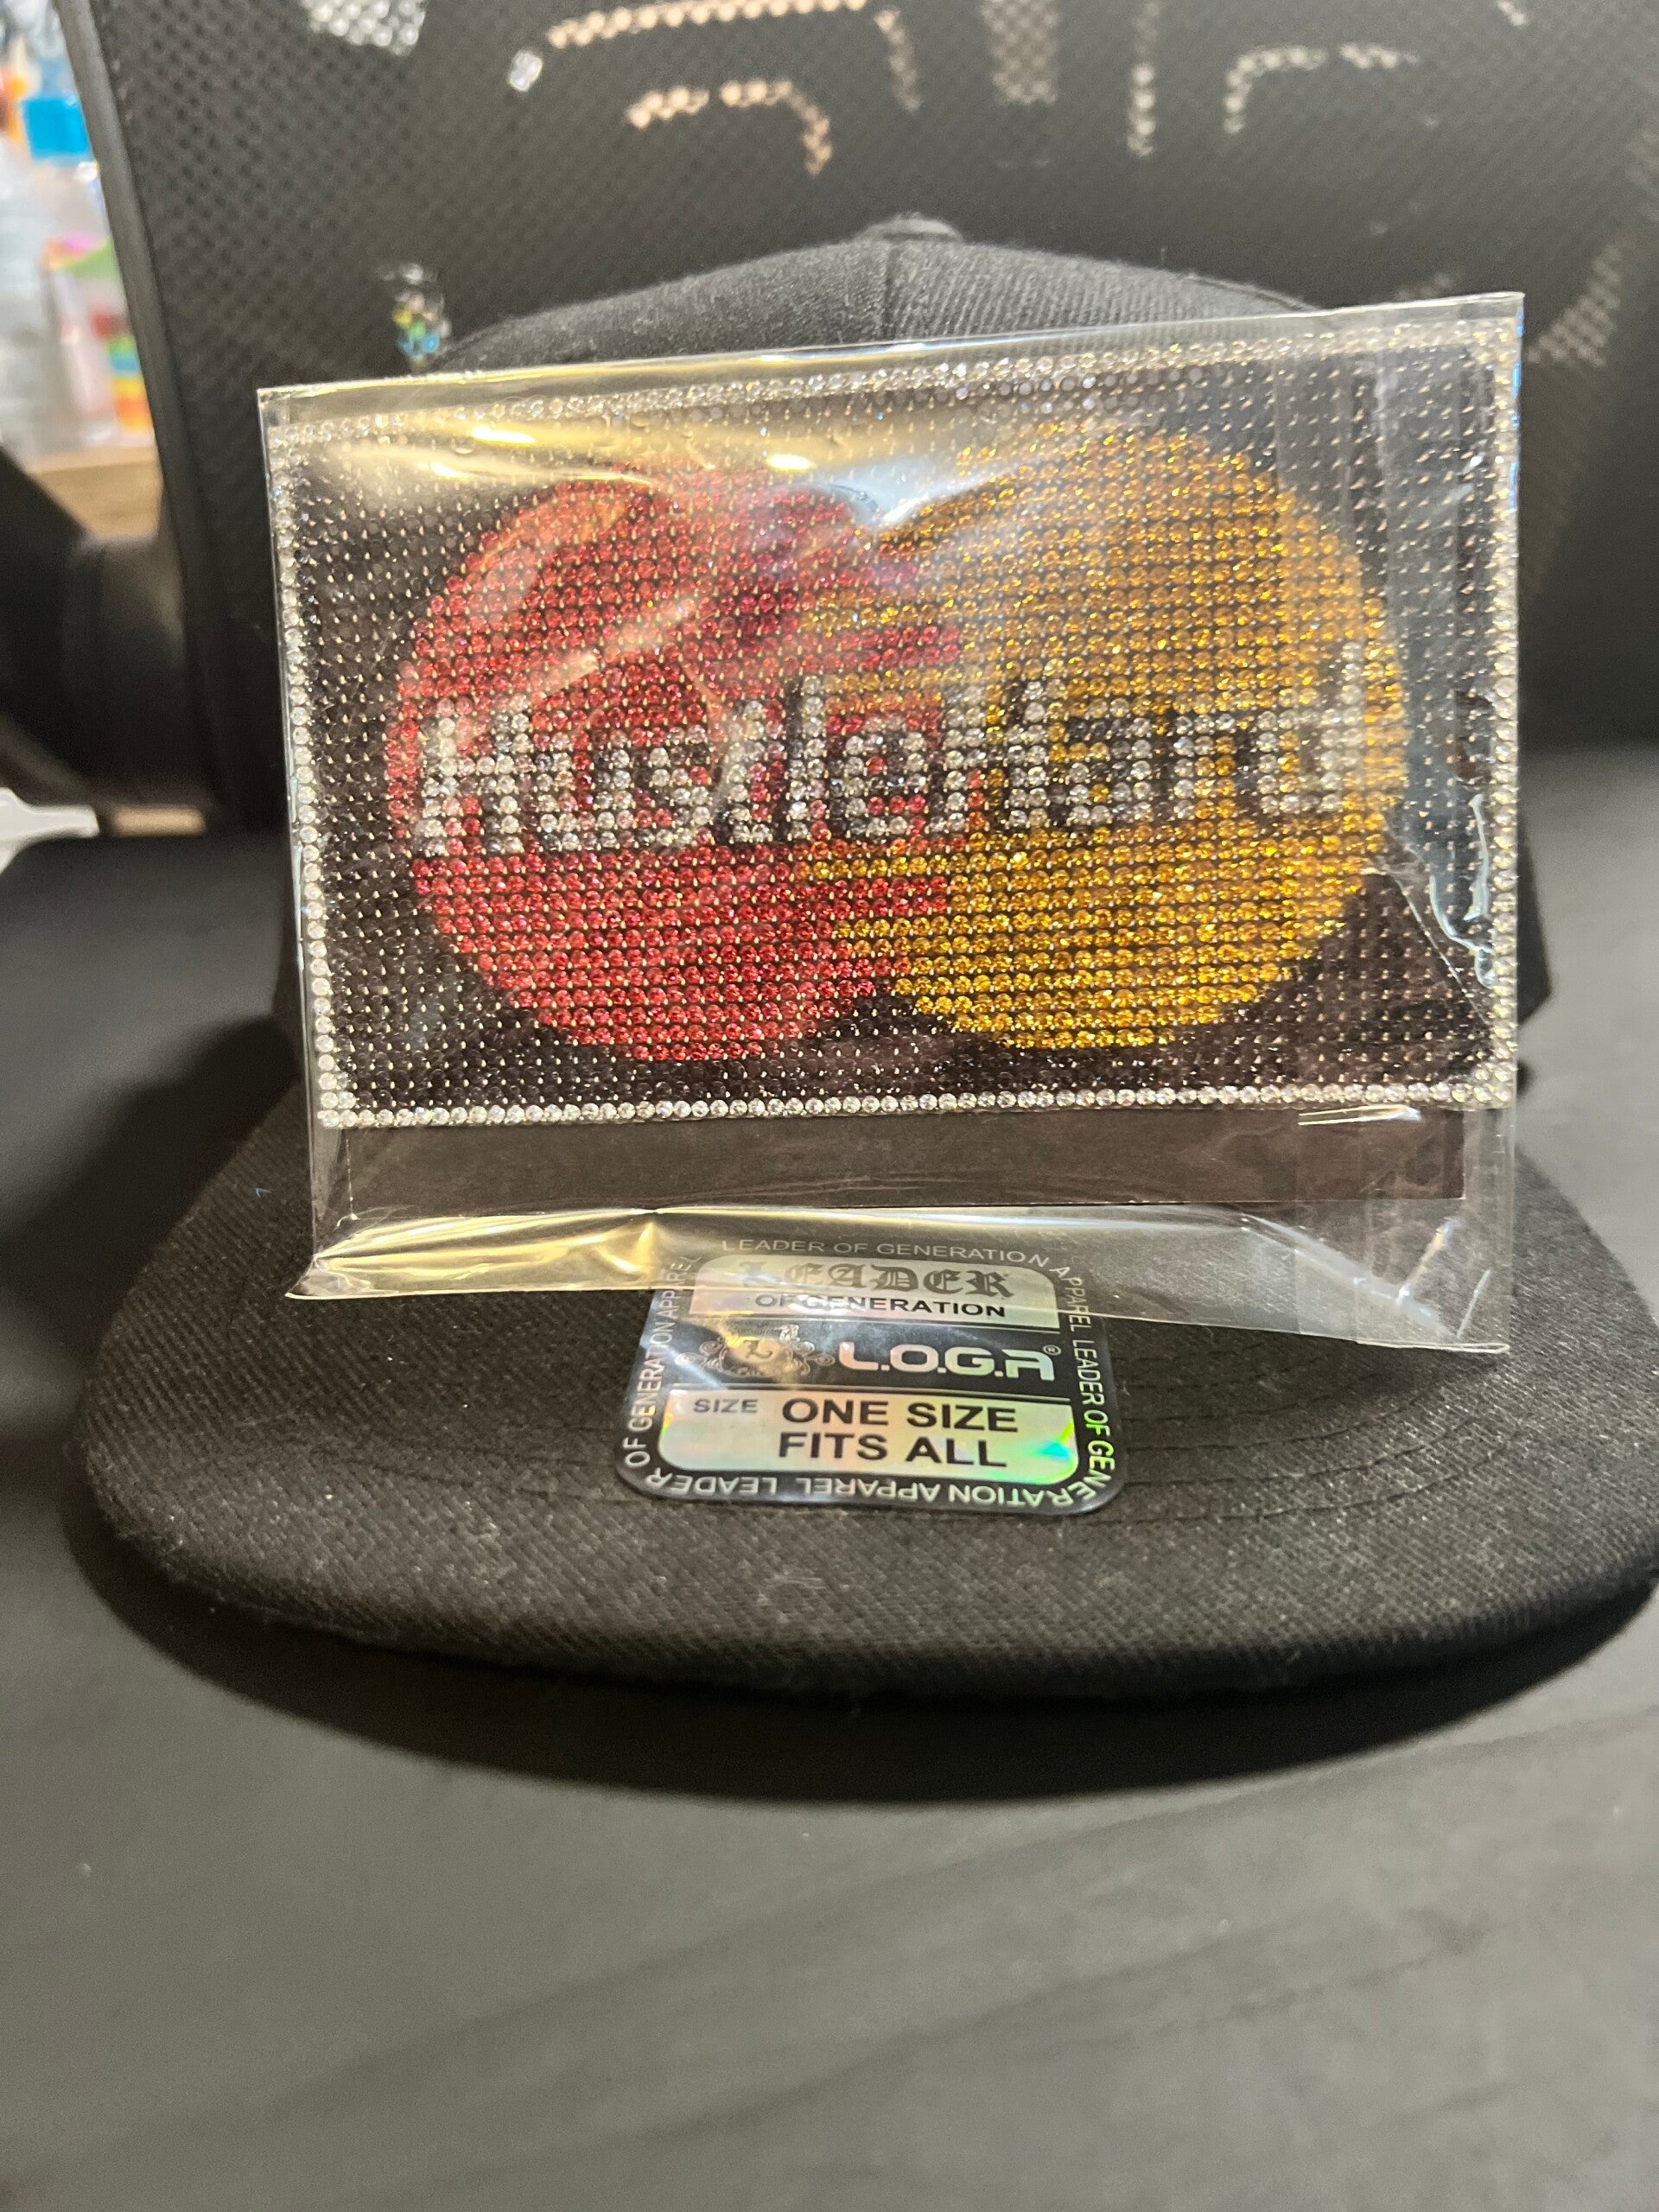 HustleHard
LEADER OF GENERATION APPAREL LEADER OF GENERATION APPAREL LEADER OF GENERATION APPAREL
LEADER
OF GENERATION
L.O.G.A®
SIZE ONE SIZE
FITS ALL